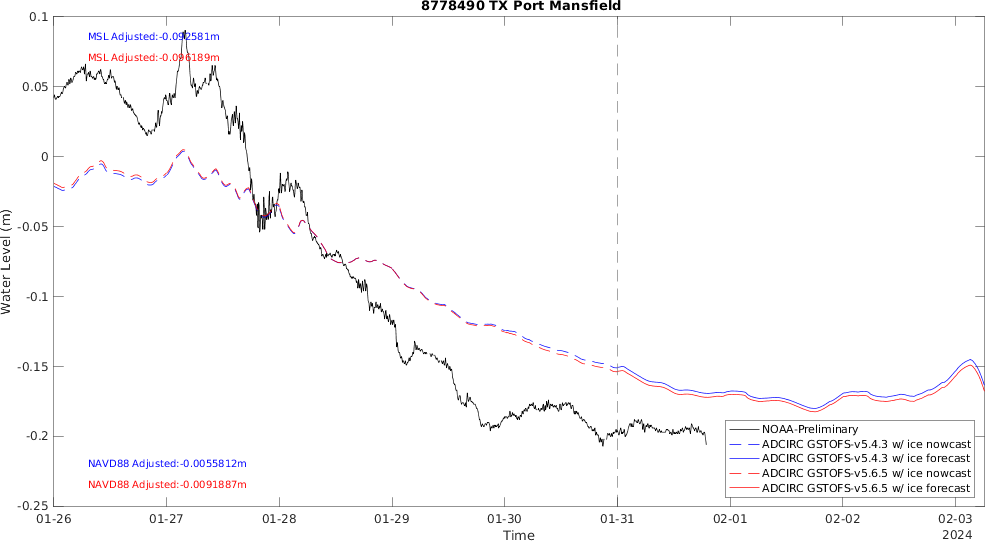 8778490 TX Port Mansfield
0.1
0.05
0
-0.05
-0.1
-0.15
-0.2
-0.25
Water Level (m)
MSL Adjusted:-0.092581m
MSL Adjusted:-0.096189m
NAVD88 Adjusted:-0.0055812m
NAVD88 Adjusted:-0.0091887m
NOAA-Preliminary
ADCIRC GSTOFS-v5.4.3 w/ ice nowcast
ADCIRC GSTOFS-v5.4.3 w/ ice forecast
ADCIRC GSTOFS-v5.6.5 w/ ice nowcast
ADCIRC GSTOFS-v5.6.5 w/ ice forecast
01-26 01-27 01-28 01-29 01-30 01-31 02-01 02-02 02-03
Time
2024